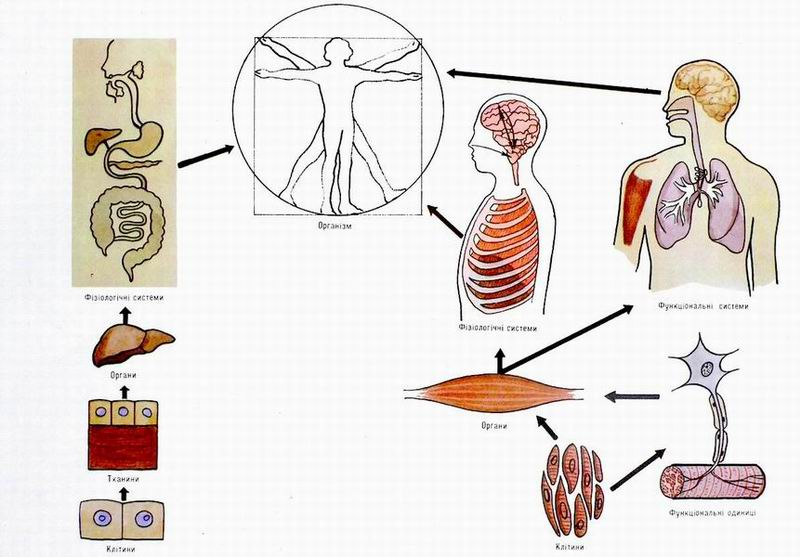 Організм
Фізіологічні системи
Функціональні системи
Фізіологічні системи
Органи
Органи
Тканини
Функціональні одиниці
Клітини
Клітини